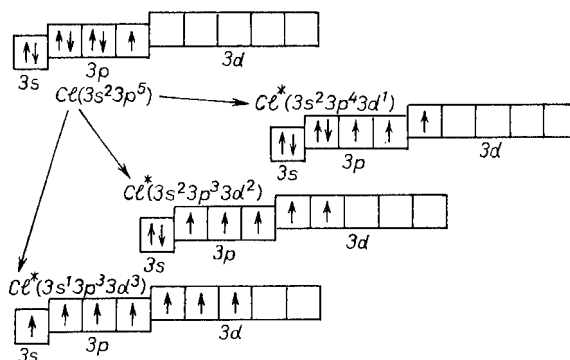 3s 3p 3d
Cl(3s²3p⁵)
Cl*(3s²3p⁴3d¹)
3s 3p 3d
Cl*(3s²3p³3d²)
3s 3p 3d
Cl*(3s¹3p³3d³)
3s 3p 3d